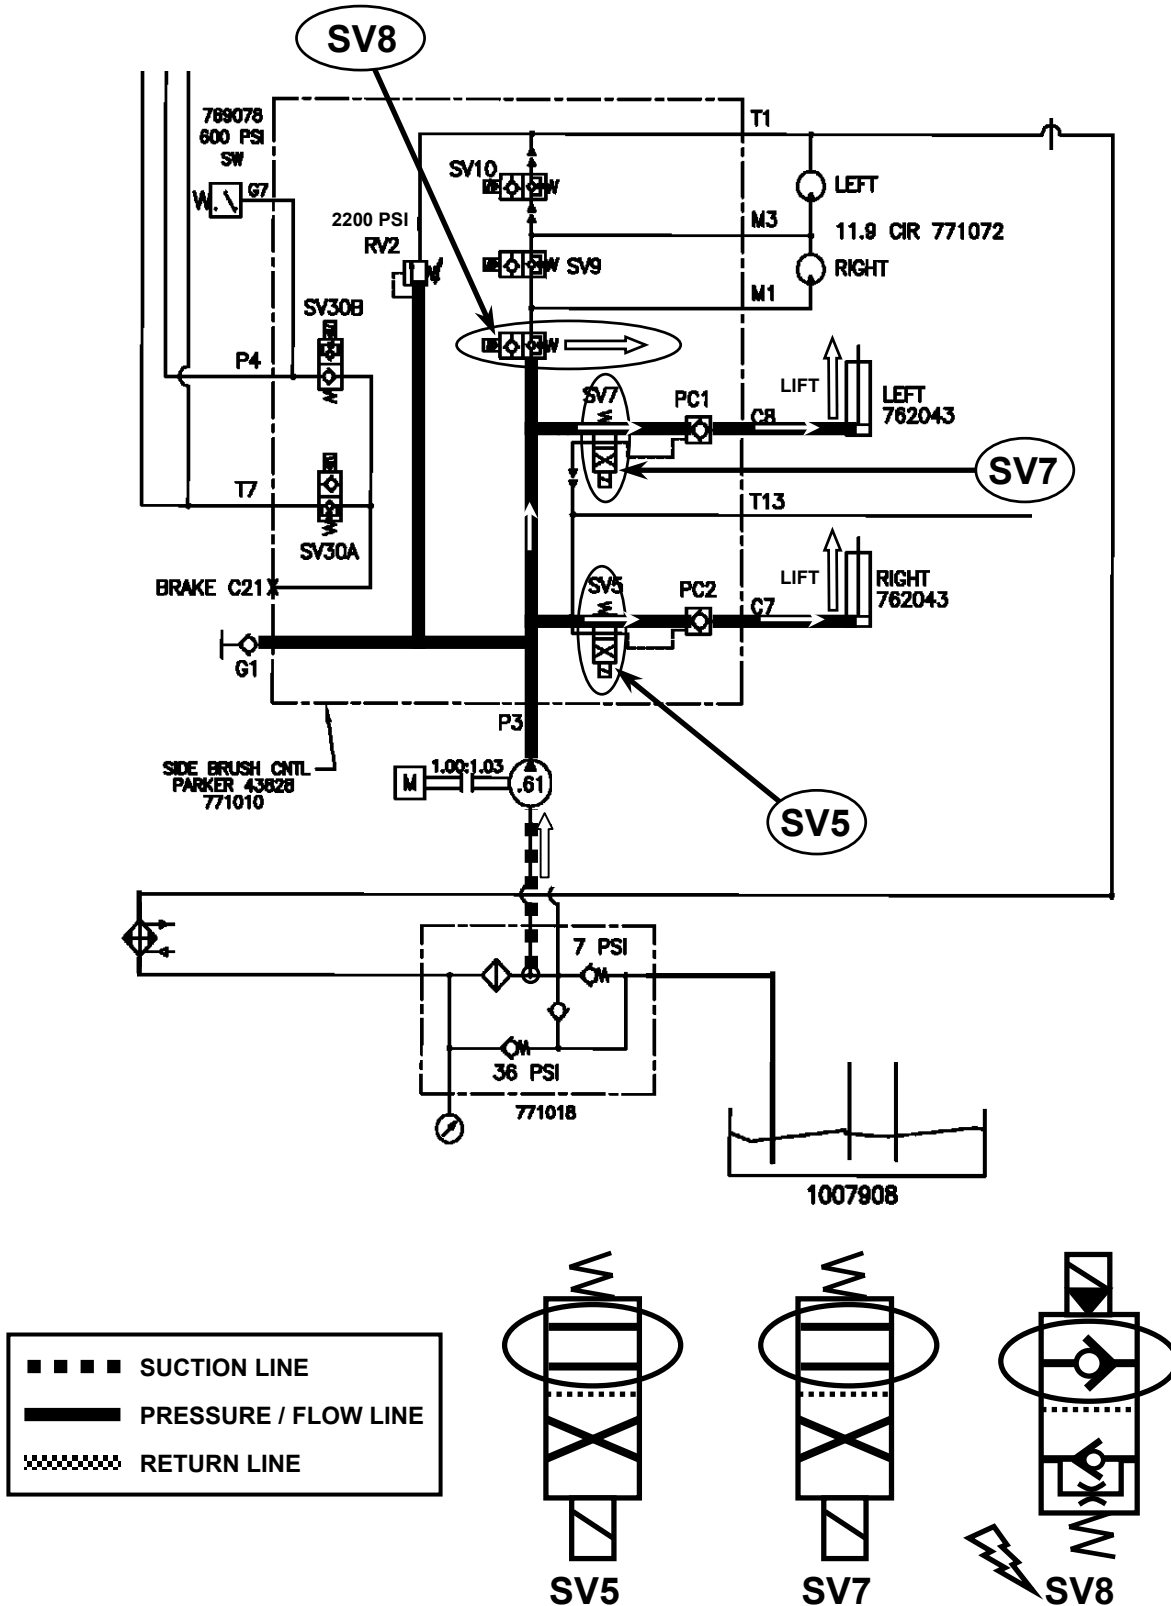 SV8
789078
600 PSI
SW
G7
T1
SV10
LEFT
2200 PSI
RV2
M3
11.9 CIR 771072
SV9
RIGHT
M1
SV30B
P4
SV7
PC1
LIFT
C8
LEFT
762043
SV7
T7
T13
SV30A
BRAKE C21
SV5
PC2
LIFT
C7
RIGHT
762043
G1
P3
SIDE BRUSH CNTL
PARKER 43828
771010
M
1.00:1.03
.61
SV5
7 PSI
36 PSI
771018
1007908
SUCTION LINE
PRESSURE / FLOW LINE
RETURN LINE
SV5
SV7
SV8